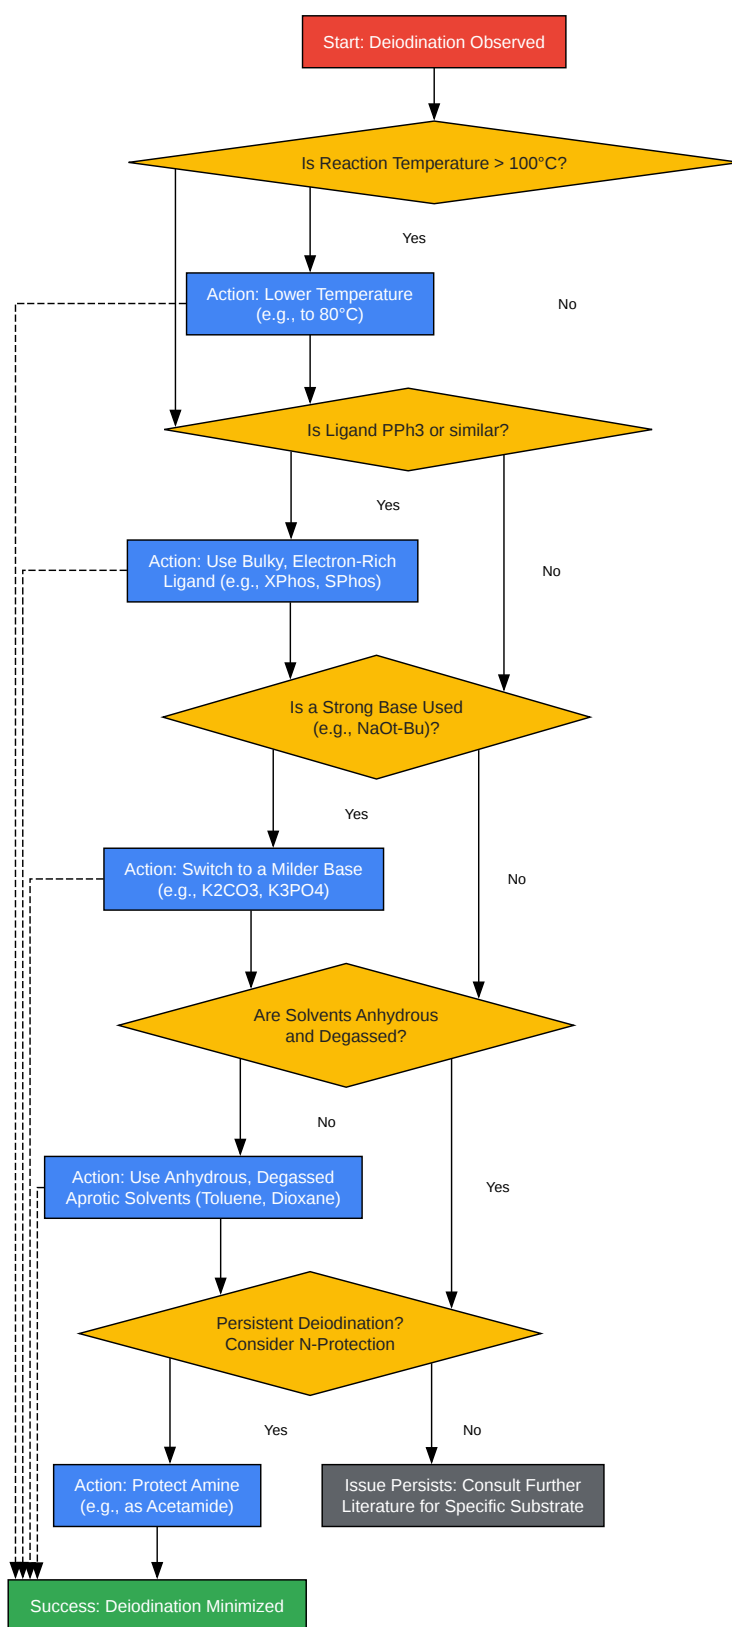 Start: Deiodination Observed
Is Reaction Temperature > 100°C?
Yes
Action: Lower Temperature
(e.g., to 80°C)
No
Is Ligand PPh3 or similar?
Yes
Action: Use Bulky, Electron-Rich
Ligand (e.g., XPhos, SPhos)
No
Is a Strong Base Used
(e.g., NaOt-Bu)?
Yes
Action: Switch to a Milder Base
(e.g., K2CO3, K3PO4)
No
Are Solvents Anhydrous
and Degassed?
No
Action: Use Anhydrous, Degassed
Aprotic Solvents (Toluene, Dioxane)
Yes
Persistent Deiodination?
Consider N-Protection
Yes
No
Action: Protect Amine
(e.g., as Acetamide)
Issue Persists: Consult Further
Literature for Specific Substrate
Success: Deiodination Minimized